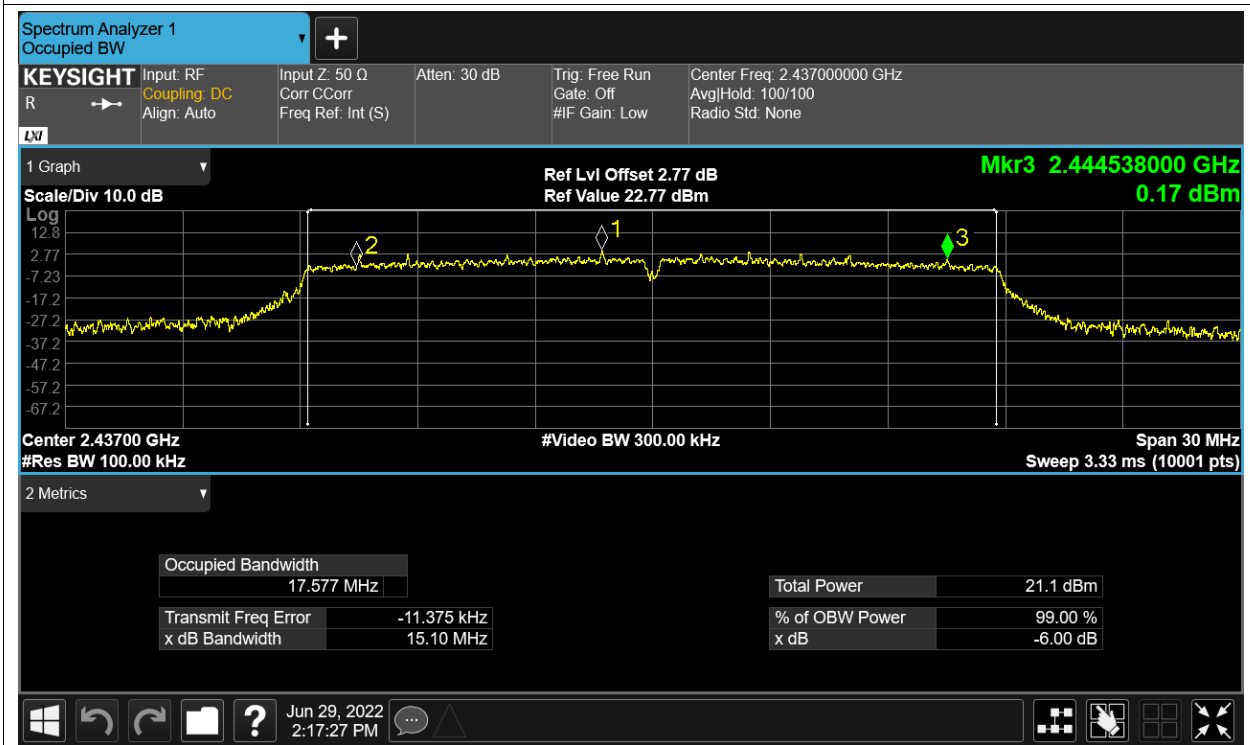 Spectrum Analyzer 1
Occupied BW
KEYSIGHT
R
LXI
Input: RF
Coupling: DC
Align: Auto
Input Z: 50 Ω
Corr CCorr
Freq Ref: Int (S)
Atten: 30 dB
Trig: Free Run
Gate: Off
#IF Gain: Low
Center Freq: 2.437000000 GHz
Avg|Hold: 100/100
Radio Std: None
1 Graph
Scale/Div 10.0 dB
Ref Lvl Offset 2.77 dB
Ref Value 22.77 dBm
Mkr3 2.444538000 GHz
0.17 dBm
Log
12.8
2.77
-7.23
-17.2
-27.2
-37.2
-47.2
-57.2
-67.2
2
1
3
Center 2.43700 GHz
#Video BW 300.00 kHz
Span 30 MHz
#Res BW 100.00 kHz
Sweep 3.33 ms (10001 pts)
2 Metrics
Occupied Bandwidth
17.577 MHz
Total Power 21.1 dBm
Transmit Freq Error -11.375 kHz
% of OBW Power 99.00 %
x dB Bandwidth 15.10 MHz
x dB -6.00 dB
?
Jun 29, 2022
2:17:27 PM